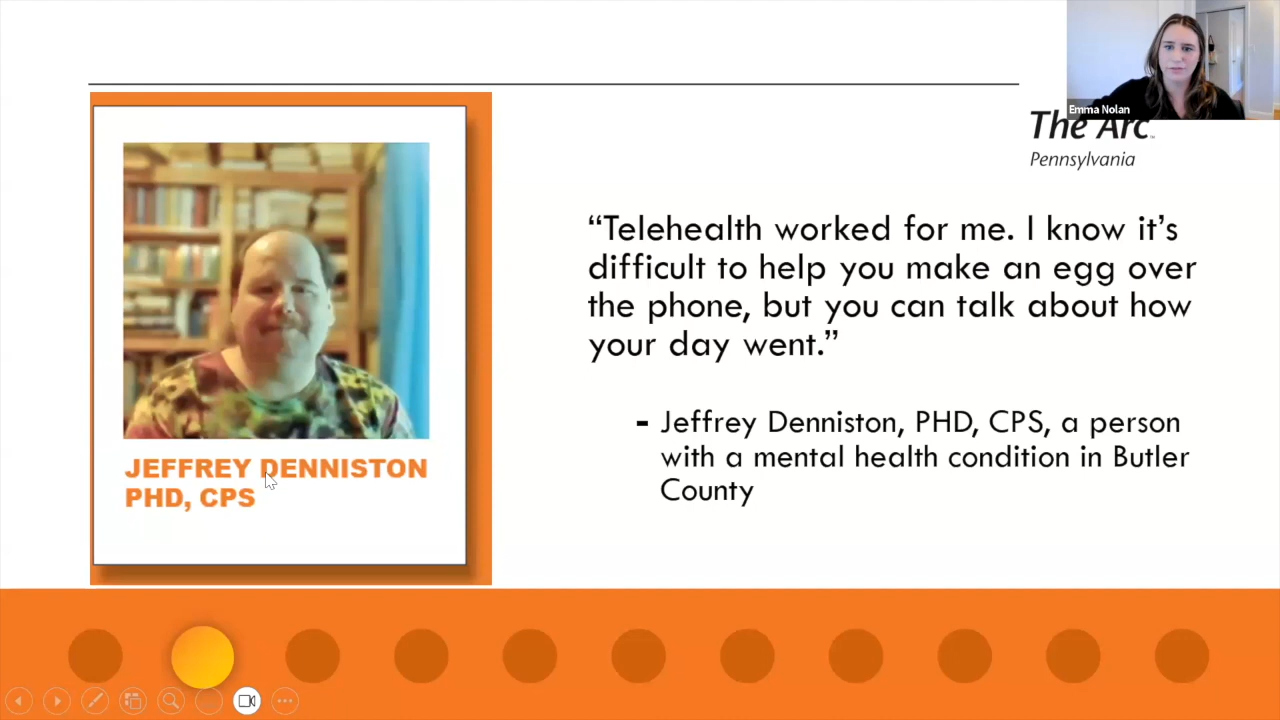 Emma Nolan
The Arc™
Pennsylvania
“Telehealth worked for me. I know it’s
difficult to help you make an egg over
the phone, but you can talk about how
your day went.”
- Jeffrey Denniston, PHD, CPS, a person
with a mental health condition in Butler
County
JEFFREY DENNISTON
PHD, CPS